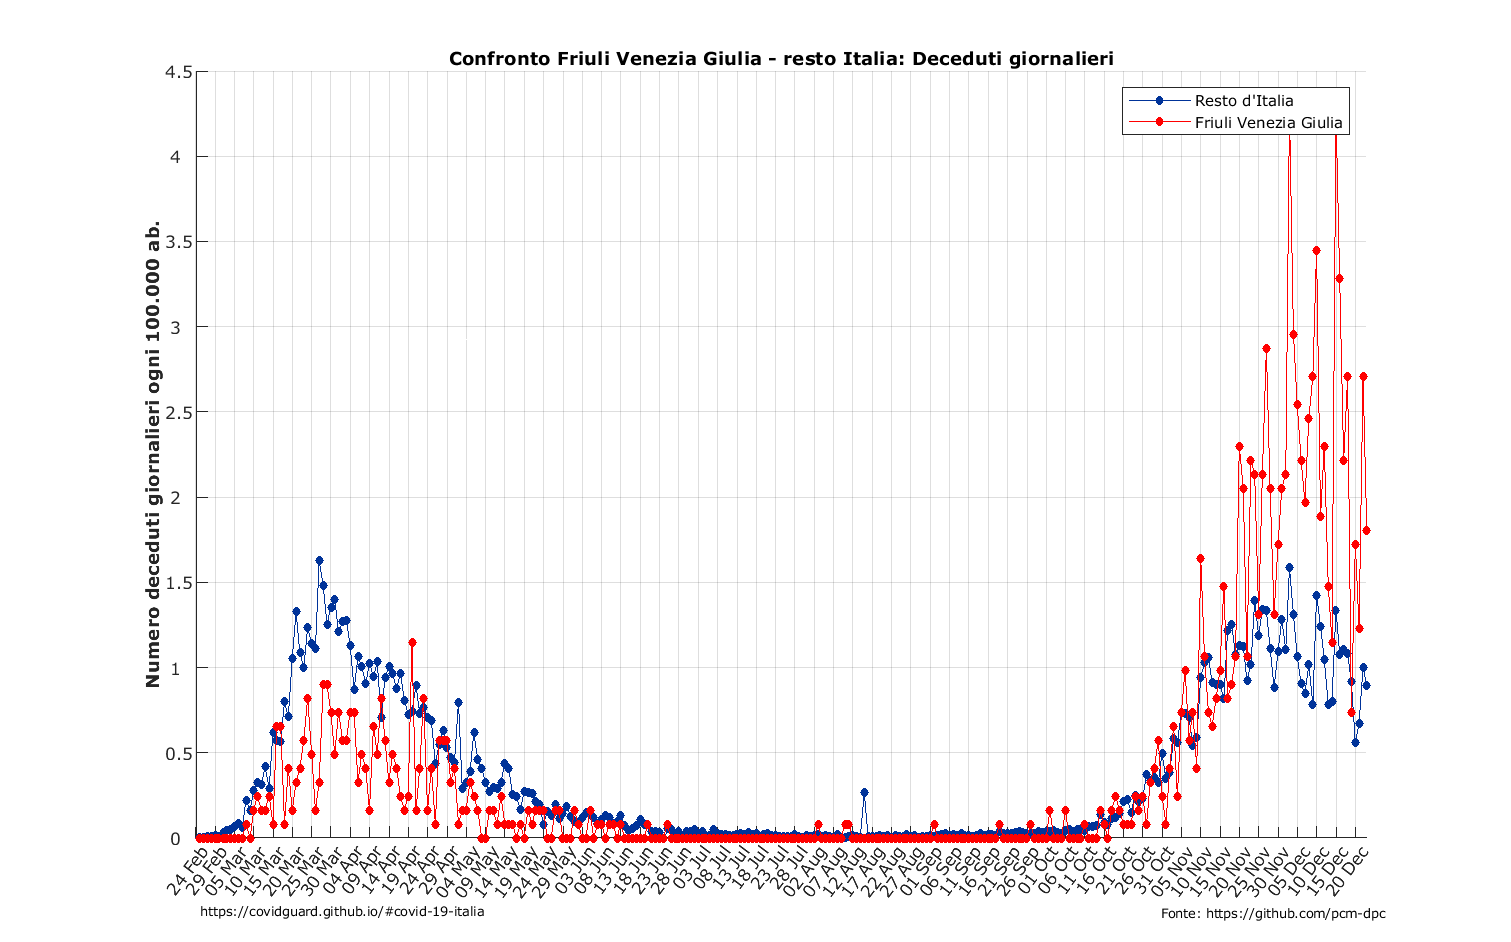 Confronto Friuli Venezia Giulia - resto Italia: Deceduti giornalieri
Numero deceduti giornalieri ogni 100.000 ab.
4.5
4
3.5
3
2.5
2
1.5
1
0.5
0
Resto d'Italia
Friuli Venezia Giulia
24 Feb
29 Feb
05 Mar
10 Mar
15 Mar
20 Mar
25 Mar
30 Mar
04 Apr
09 Apr
14 Apr
19 Apr
24 Apr
29 Apr
04 May
09 May
14 May
19 May
24 May
29 May
03 Jun
08 Jun
13 Jun
18 Jun
23 Jun
28 Jun
03 Jul
08 Jul
13 Jul
18 Jul
23 Jul
28 Jul
02 Aug
07 Aug
12 Aug
17 Aug
22 Aug
27 Aug
01 Sep
06 Sep
11 Sep
16 Sep
21 Sep
26 Sep
01 Oct
06 Oct
11 Oct
16 Oct
21 Oct
26 Oct
31 Oct
05 Nov
10 Nov
15 Nov
20 Nov
25 Nov
30 Nov
05 Dec
10 Dec
15 Dec
20 Dec
https://covidguard.github.io/#covid-19-italia
Fonte: https://github.com/pcm-dpc